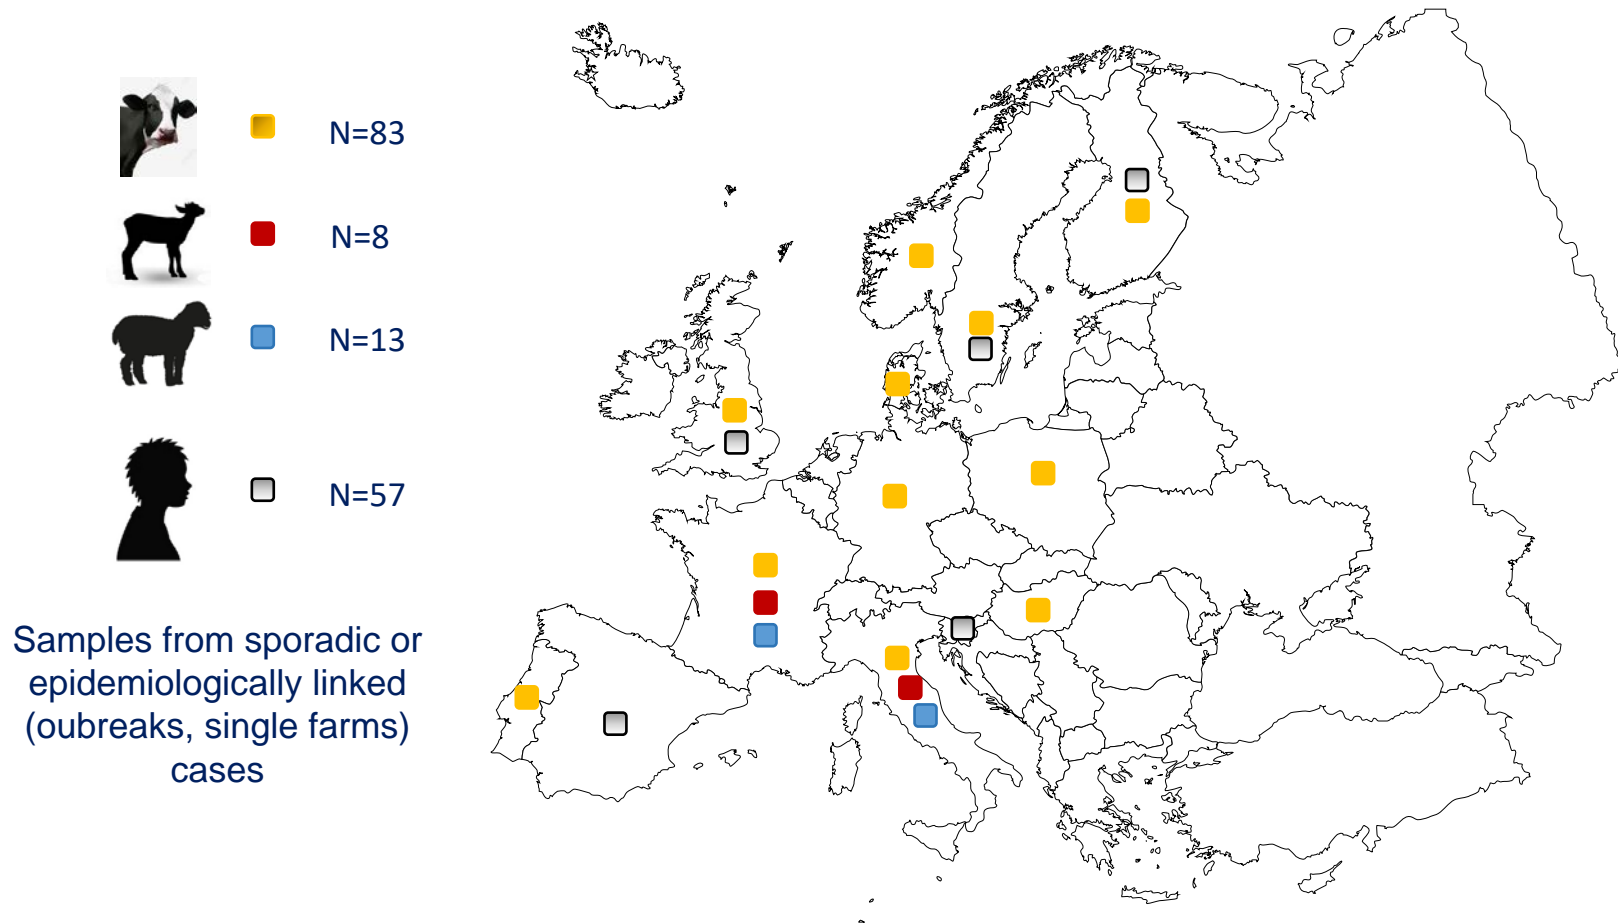 N=83
N=8
N=13
N=57
Samples from sporadic or
epidemiologically linked
(oubreaks, single farms)
cases